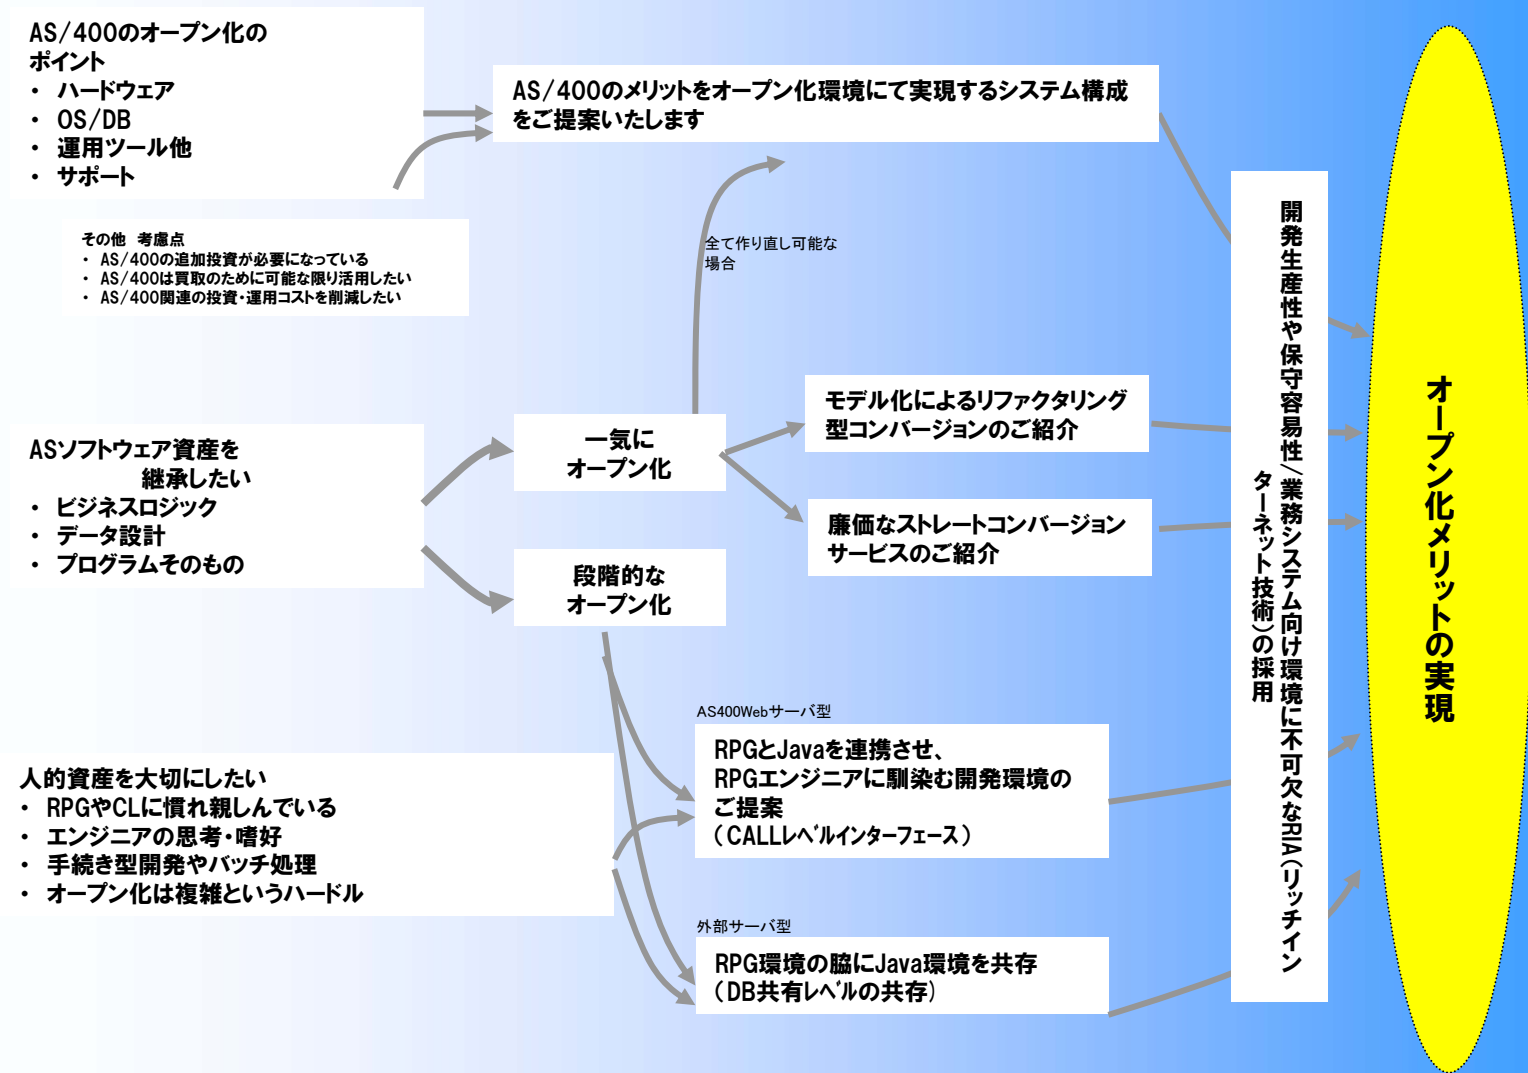 AS/400のオープン化の
ポイント
・ ハードウェア
・ OS/DB
・ 運用ツール他
・ サポート
AS/400のメリットをオープン化環境にて実現するシステム構成
をご提案いたします
その他 考慮点
・ AS/400の追加投資が必要になっている
・ AS/400は買取のために可能な限り活用したい
・ AS/400関連の投資・運用コストを削減したい
全て作り直し可能な
場合
ASソフトウェア資産を
継承したい
・ ビジネスロジック
・ データ設計
・ プログラムそのもの
一気に
オープン化
段階的な
オープン化
モデル化によるリファクタリング
型コンバージョンのご紹介
廉価なストレートコンバージョン
サービスのご紹介
人的資産を大切にしたい
・ RPGやCLに慣れ親しんでいる
・ エンジニアの思考・嗜好
・ 手続き型開発やバッチ処理
・ オープン化は複雑というハードル
AS400Webサーバ型
RPGとJavaを連携させ、
RPGエンジニアに馴染む開発環境の
ご提案
(CALLレベルインターフェース)
外部サーバ型
RPG環境の脇にJava環境を共存
(DB共有レベルの共存)
開発生産性や保守容易性/業務システム向け環境に不可欠なRIA(リッチイン
ターネット技術)の採用
オープン化メリットの実現